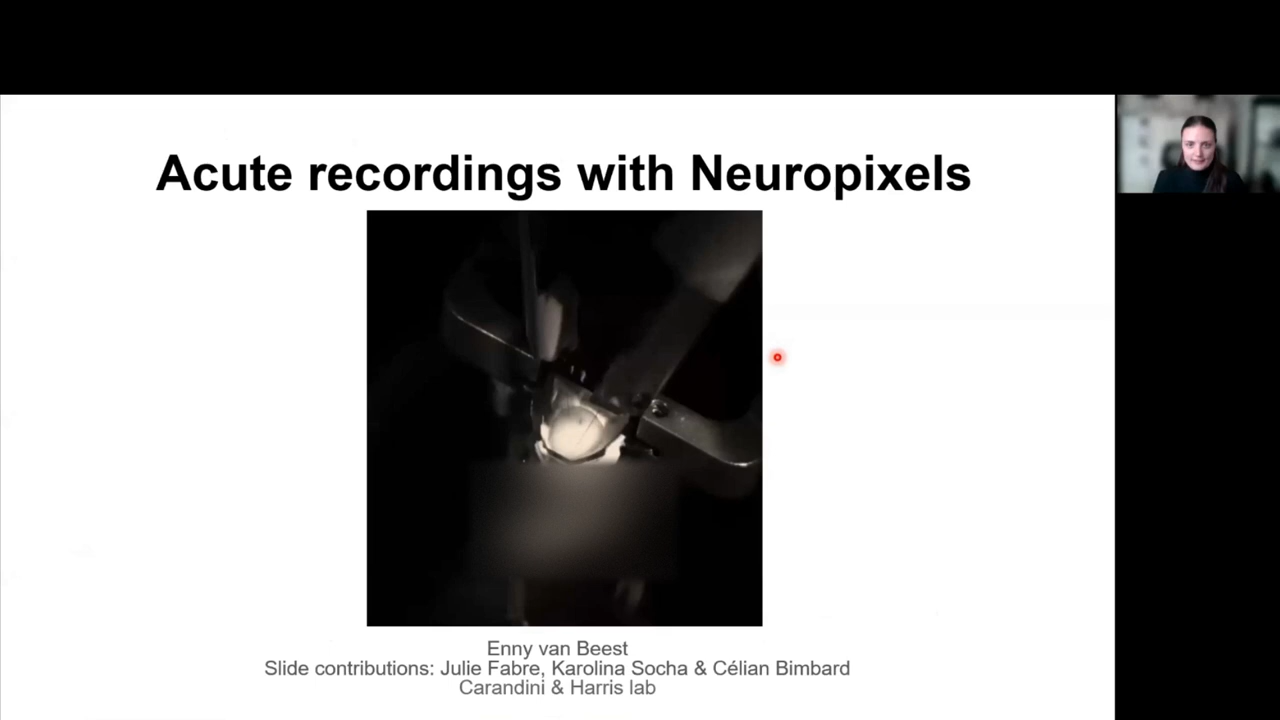 Acute recordings with Neuropixels
Enny van Beest
Slide contributions: Julie Fabre, Karolina Socha & Célian Bimbard
Carandini & Harris lab